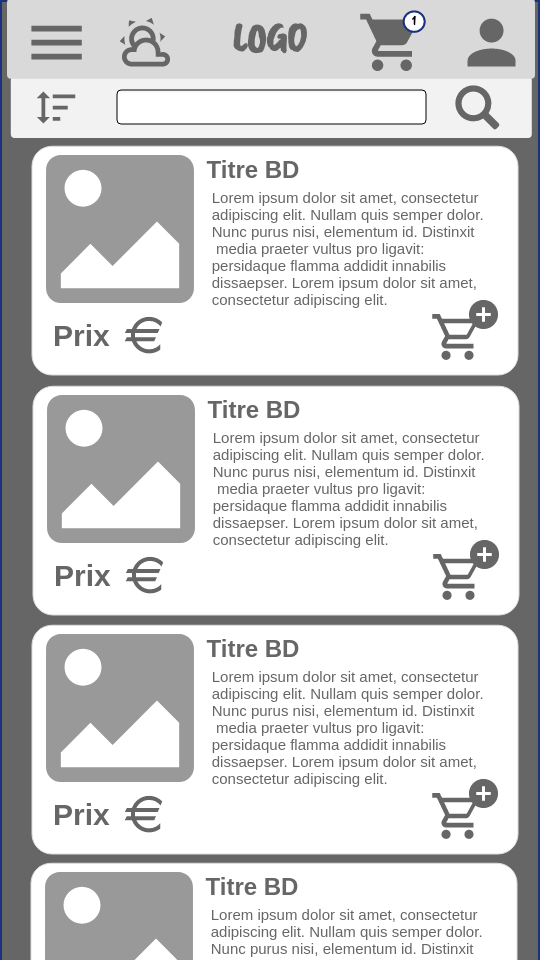 LOGO
1
Titre BD
Lorem ipsum dolor sit amet, consectetur
adipiscing elit. Nullam quis semper dolor.
Nunc purus nisi, elementum id. Distinxit
media praeter vultus pro ligavit:
persidaque flamma addidit innabilis
dissaepser. Lorem ipsum dolor sit amet,
consectetur adipiscing elit.
Prix €
Titre BD
Lorem ipsum dolor sit amet, consectetur
adipiscing elit. Nullam quis semper dolor.
Nunc purus nisi, elementum id. Distinxit
media praeter vultus pro ligavit:
persidaque flamma addidit innabilis
dissaepser. Lorem ipsum dolor sit amet,
consectetur adipiscing elit.
Prix €
Titre BD
Lorem ipsum dolor sit amet, consectetur
adipiscing elit. Nullam quis semper dolor.
Nunc purus nisi, elementum id. Distinxit
media praeter vultus pro ligavit:
persidaque flamma addidit innabilis
dissaepser. Lorem ipsum dolor sit amet,
consectetur adipiscing elit.
Prix €
Titre BD
Lorem ipsum dolor sit amet, consectetur
adipiscing elit. Nullam quis semper dolor.
Nunc purus nisi, elementum id. Distinxit